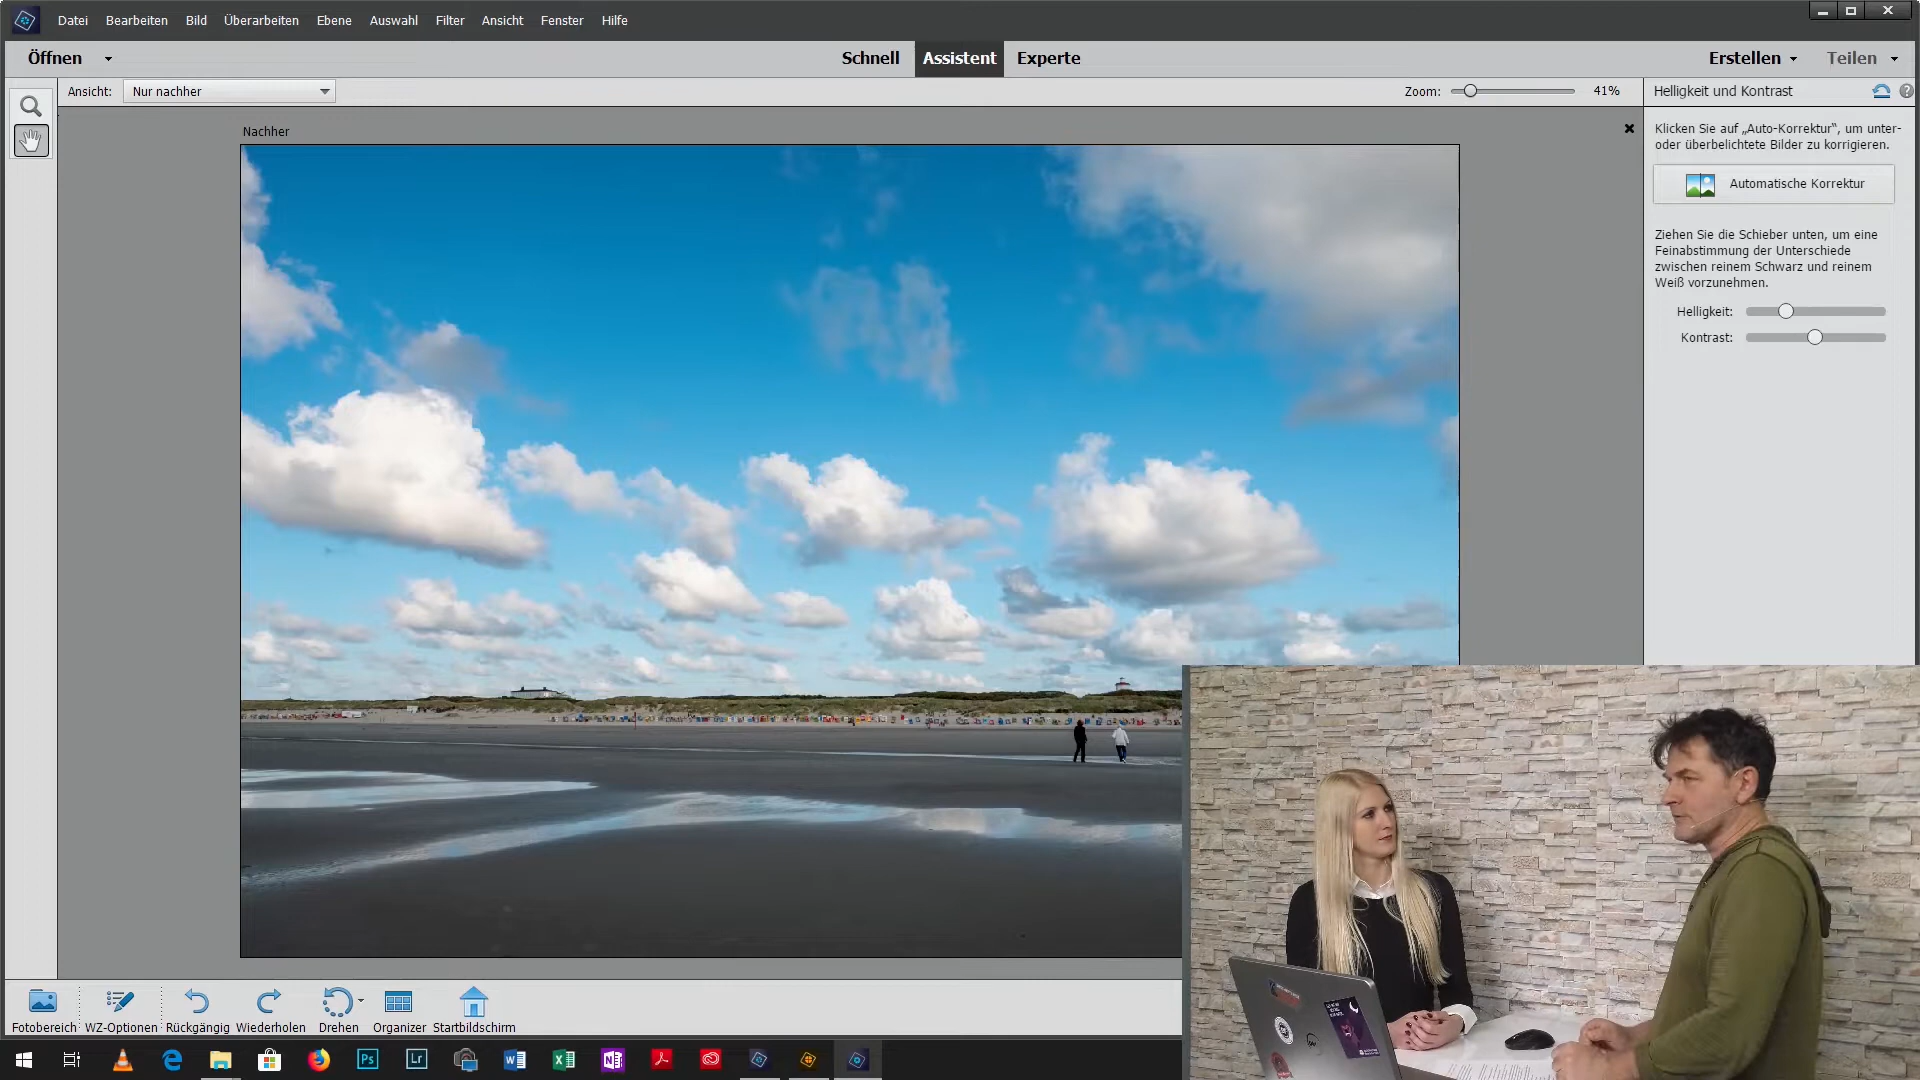 Datei Bearbeiten Bild Überarbeiten Ebene Auswahl Filter Ansicht Fenster Hilfe
Öffnen Schnell Assistent Experte Erstellen Teilen
Ansicht: Nur nachher Zoom: 41% Helligkeit und Kontrast
Nachher
Klicken Sie auf „Auto-Korrektur“, um unter-
oder überbelichtete Bilder zu korrigieren.
Automatische Korrektur
Ziehen Sie die Schieber unten, um eine
Feinabstimmung der Unterschiede
zwischen reinem Schwarz und reinem
Weiß vorzunehmen.
Helligkeit:
Kontrast:
Fotobereich WZ-Optionen Rückgängig Wiederholen Drehen Organizer Startbildschirm
Ps Lr